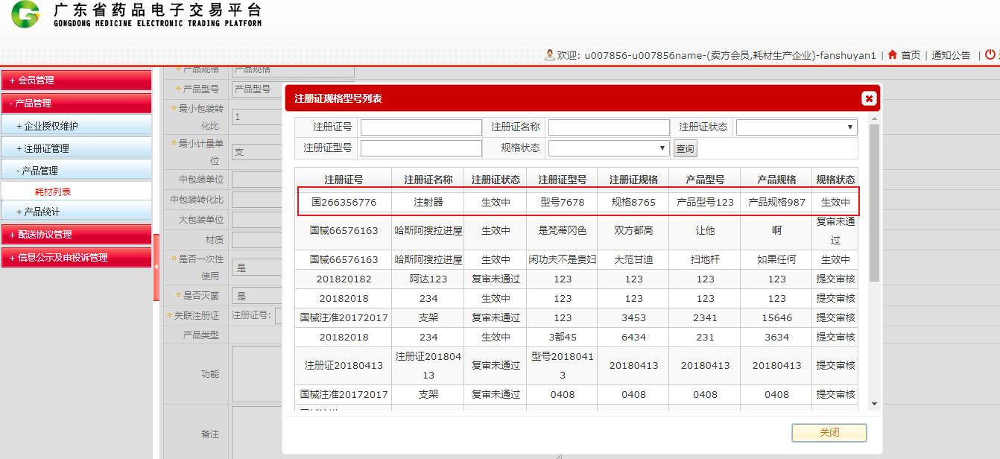 广东省药品电子交易平台
GONGDONG MEDICINE ELECTRONIC TRADING PLATFORM
欢迎: u007856-u007856name-(卖方会员,耗材生产企业)-fanshuyan1 | 首页 | 通知公告 |
+ 会员管理
- 产品管理
+ 企业授权维护
+ 注册证管理
- 产品管理
耗材列表
+ 产品统计
+ 配送协议管理
+ 信息公示及申投诉管理
※产品规格 产品规格
※产品型号 产品型号
※最小包装转化比 1
※最小计量单位 支
中包装单位
中包装转化比
大包装单位
材质
※是否一次性使用 是
※是否灭菌 是
※关联注册证 注册证号:
产品类型
功能
备注
注册证规格型号列表
注册证号 注册证名称 注册证状态
注册证型号 规格状态 查询
注册证号 注册证名称 注册证状态 注册证型号 注册证规格 产品型号 产品规格 规格状态
国266356776 注射器 生效中 型号7678 规格8765 产品型号123 产品规格987 生效中
国械66576163 哈斯阿搜拉进屋 生效中 是梵蒂冈色 双方都高 让他 啊 复审未通过
国械66576163 哈斯阿搜拉进屋 生效中 闲功夫不是贵妇 大范甘迪 扫地杆 如果任何 生效中
201820182 阿达123 复审未通过 123 123 123 123 提交审核
20182018 234 生效中 123 123 123 123 提交审核
国械注准20172017 支架 复审未通过 123 3453 2341 15646 提交审核
20182018 234 生效中 3都45 6434 231 3634 提交审核
注册证20180413 注册证20180413 复审未通过 型号20180413 20180413 20180413 20180413 提交审核
国械注准20172017 支架 复审未通过 0408 0408 0408 0408 提交审核
关闭